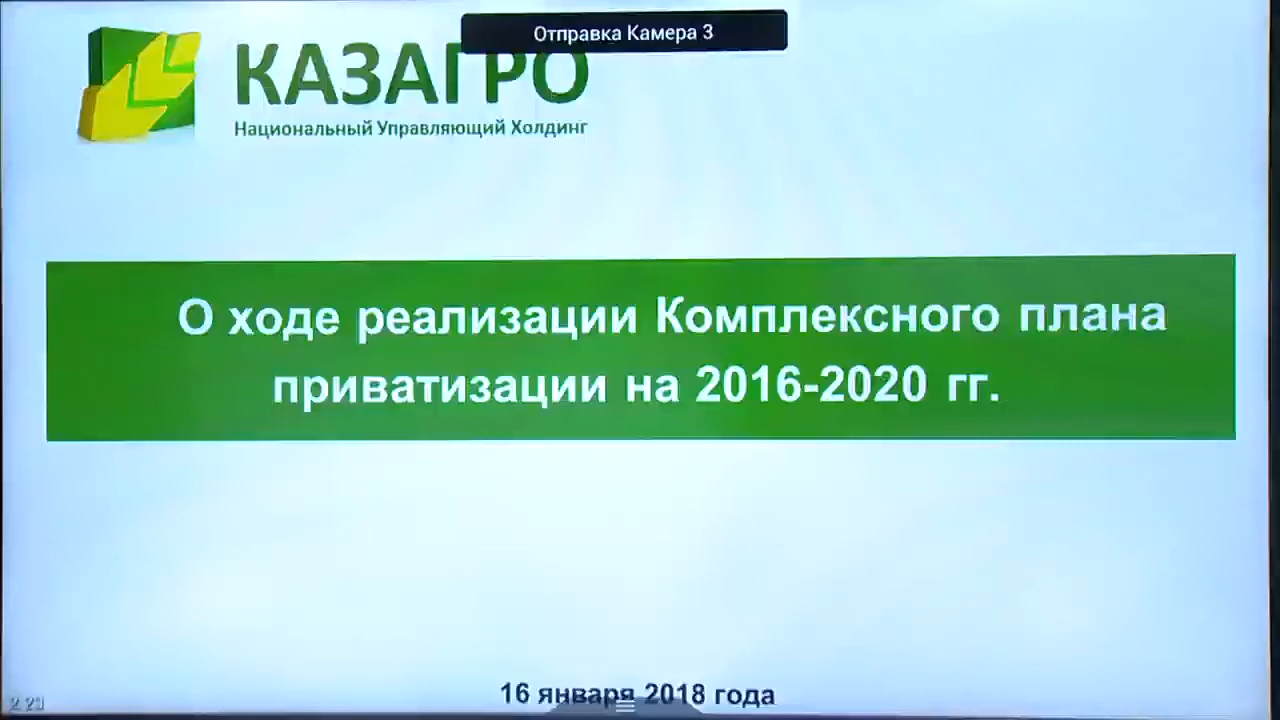 Отправка Камера 3
КАЗАГРО
Национальный Управляющий Холдинг
О ходе реализации Комплексного плана
приватизации на 2016-2020 гг.
16 января 2018 года